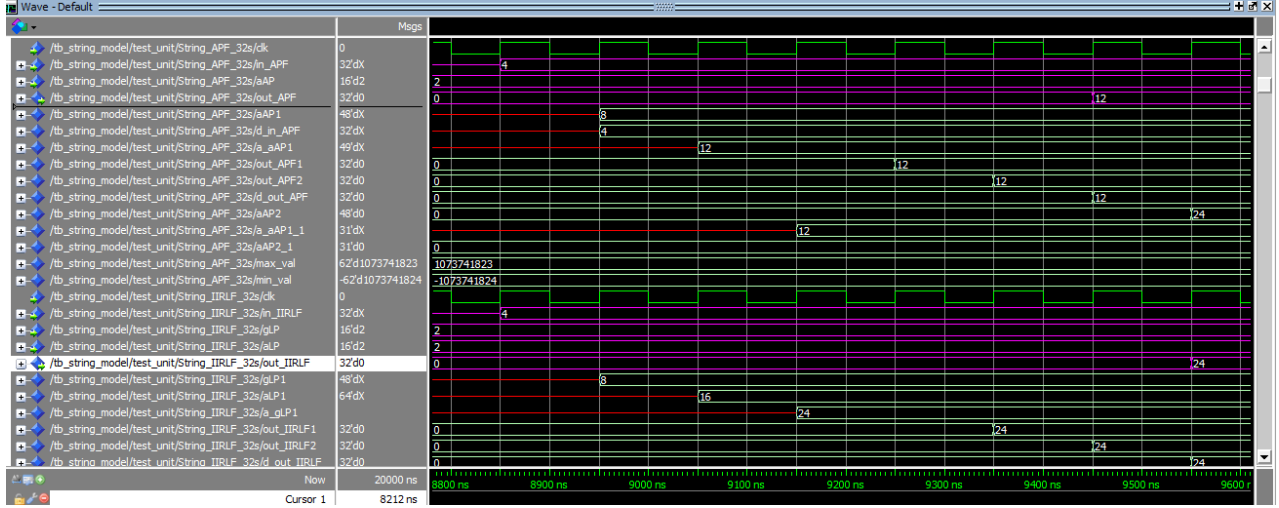 Wave - Default
Msgs
/tb_string_model/test_unit/String_APF_32s/clk 0
/tb_string_model/test_unit/String_APF_32s/in_APF 32'dX 4
/tb_string_model/test_unit/String_APF_32s/aAP 16'd2 2
/tb_string_model/test_unit/String_APF_32s/out_APF 32'd0 0 12
/tb_string_model/test_unit/String_APF_32s/aAP1 48'dX 8
/tb_string_model/test_unit/String_APF_32s/d_in_APF 32'dX 4
/tb_string_model/test_unit/String_APF_32s/a_aAP1 49'dX 12
/tb_string_model/test_unit/String_APF_32s/out_APF1 32'd0 0 12
/tb_string_model/test_unit/String_APF_32s/out_APF2 32'd0 0 12
/tb_string_model/test_unit/String_APF_32s/d_out_APF 32'd0 0 12
/tb_string_model/test_unit/String_APF_32s/aAP2 48'd0 0 24
/tb_string_model/test_unit/String_APF_32s/a_aAP1_1 31'dX 12
/tb_string_model/test_unit/String_APF_32s/aAP2_1 31'd0 0
/tb_string_model/test_unit/String_APF_32s/max_val 62'd1073741823 1073741823
/tb_string_model/test_unit/String_APF_32s/min_val -62'd1073741824 -1073741824
/tb_string_model/test_unit/String_IIRLF_32s/clk 0
/tb_string_model/test_unit/String_IIRLF_32s/in_IIRLF 32'dX 4
/tb_string_model/test_unit/String_IIRLF_32s/gLP 16'd2 2
/tb_string_model/test_unit/String_IIRLF_32s/aLP 16'd2 2
/tb_string_model/test_unit/String_IIRLF_32s/out_IIRLF 32'd0 0 24
/tb_string_model/test_unit/String_IIRLF_32s/gLP1 48'dX 8
/tb_string_model/test_unit/String_IIRLF_32s/aLP1 64'dX 16
/tb_string_model/test_unit/String_IIRLF_32s/a_gLP1 24
/tb_string_model/test_unit/String_IIRLF_32s/out_IIRLF1 32'd0 0 24
/tb_string_model/test_unit/String_IIRLF_32s/out_IIRLF2 32'd0 0 24
/tb_string_model/test_unit/String_IIRLF_32s/d_out_IIRLF 32'd0 0 24
Now 20000 ns 8800 ns 8900 ns 9000 ns 9100 ns 9200 ns 9300 ns 9400 ns 9500 ns 9600 r
Cursor 1 8212 ns